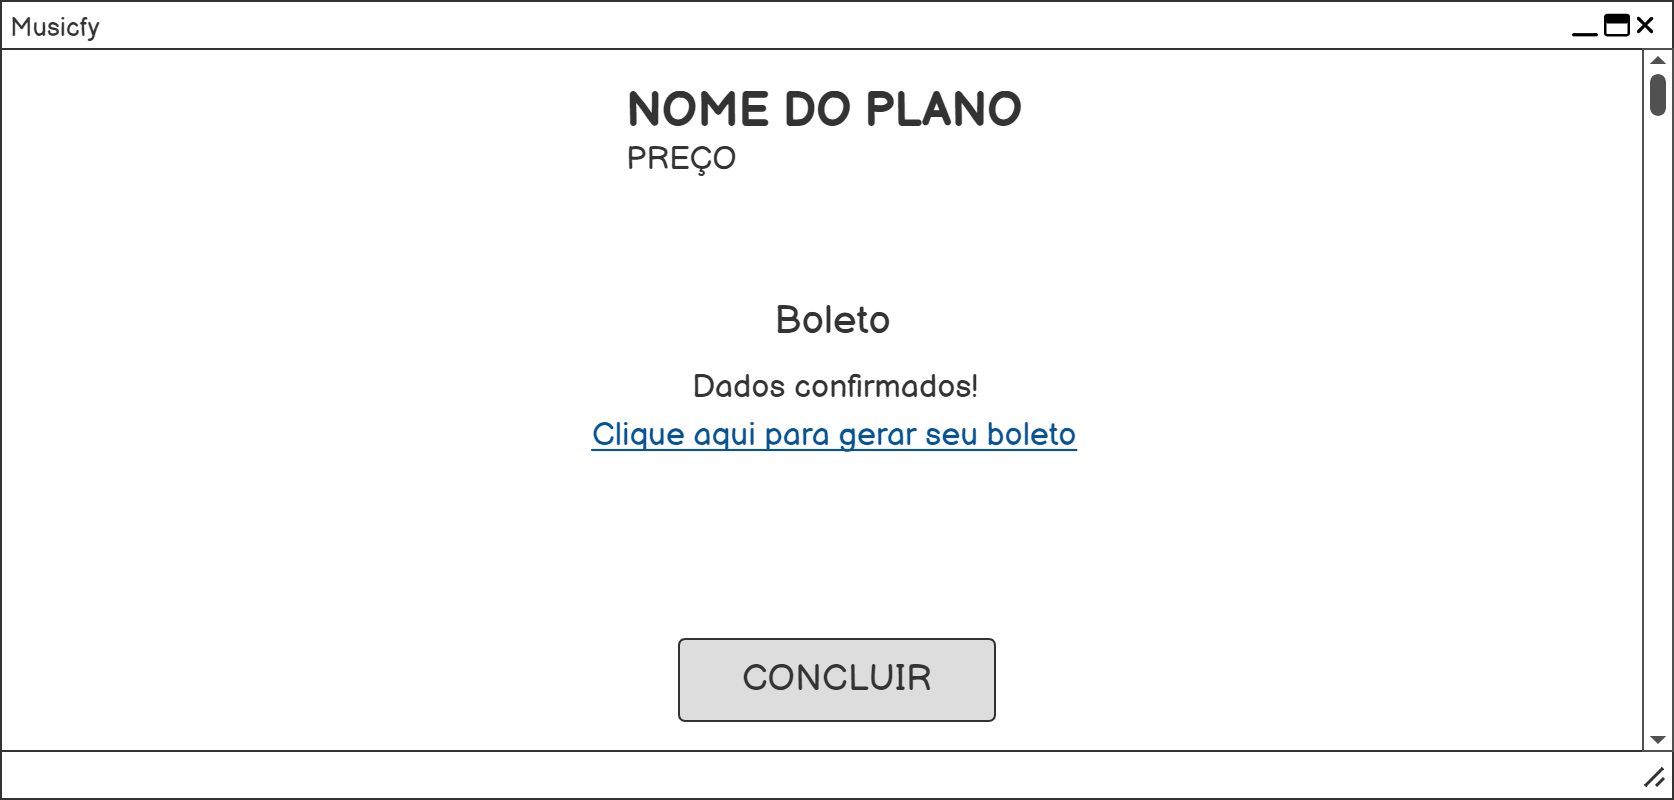 Musicfy
NOME DO PLANO
PREÇO
Boleto
Dados confirmados!
Clique aqui para gerar seu boleto
CONCLUIR